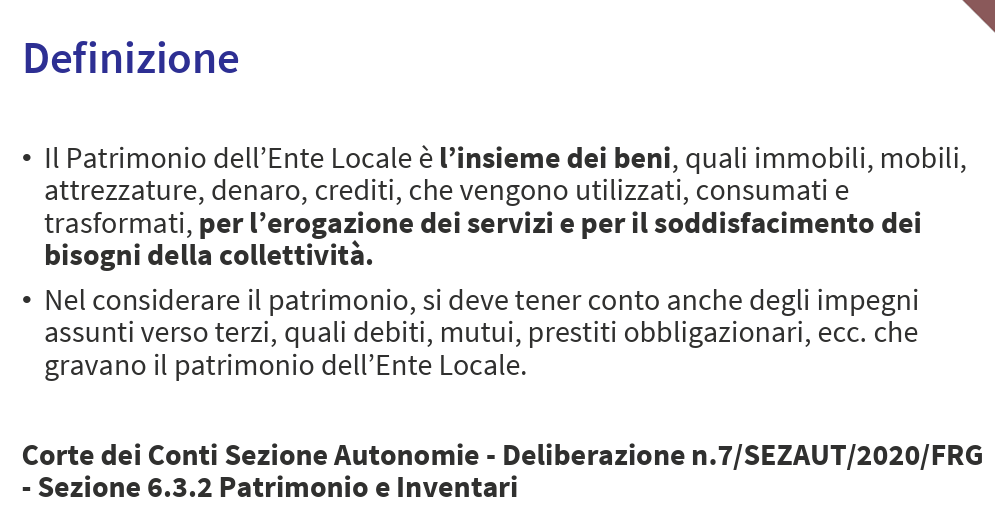 Definizione
• Il Patrimonio dell’Ente Locale è l’insieme dei beni, quali immobili, mobili,
attrezzature, denaro, crediti, che vengono utilizzati, consumati e
trasformati, per l’erogazione dei servizi e per il soddisfacimento dei
bisogni della collettività.
• Nel considerare il patrimonio, si deve tener conto anche degli impegni
assunti verso terzi, quali debiti, mutui, prestiti obbligazionari, ecc. che
gravano il patrimonio dell’Ente Locale.
Corte dei Conti Sezione Autonomie - Deliberazione n.7/SEZAUT/2020/FRG
- Sezione 6.3.2 Patrimonio e Inventari